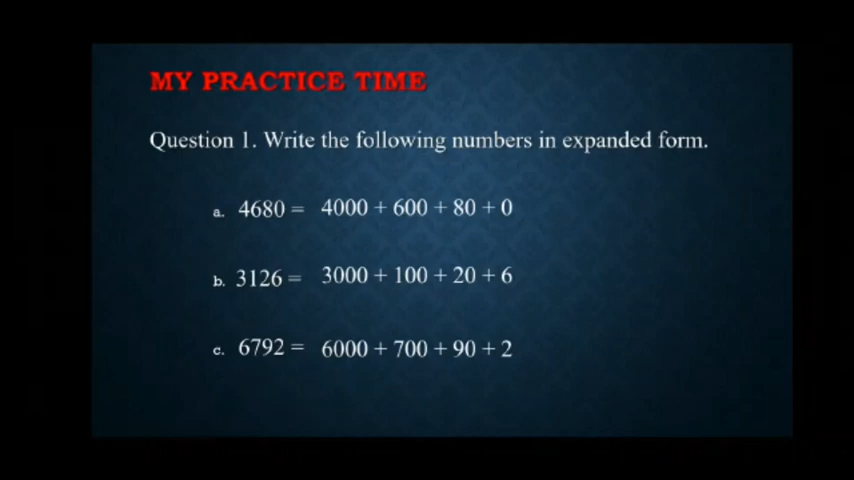 MY PRACTICE TIME
Question 1. Write the following numbers in expanded form.
a. 4680 = 4000 + 600 + 80 + 0
b. 3126 = 3000 + 100 + 20 + 6
c. 6792 = 6000 + 700 + 90 + 2